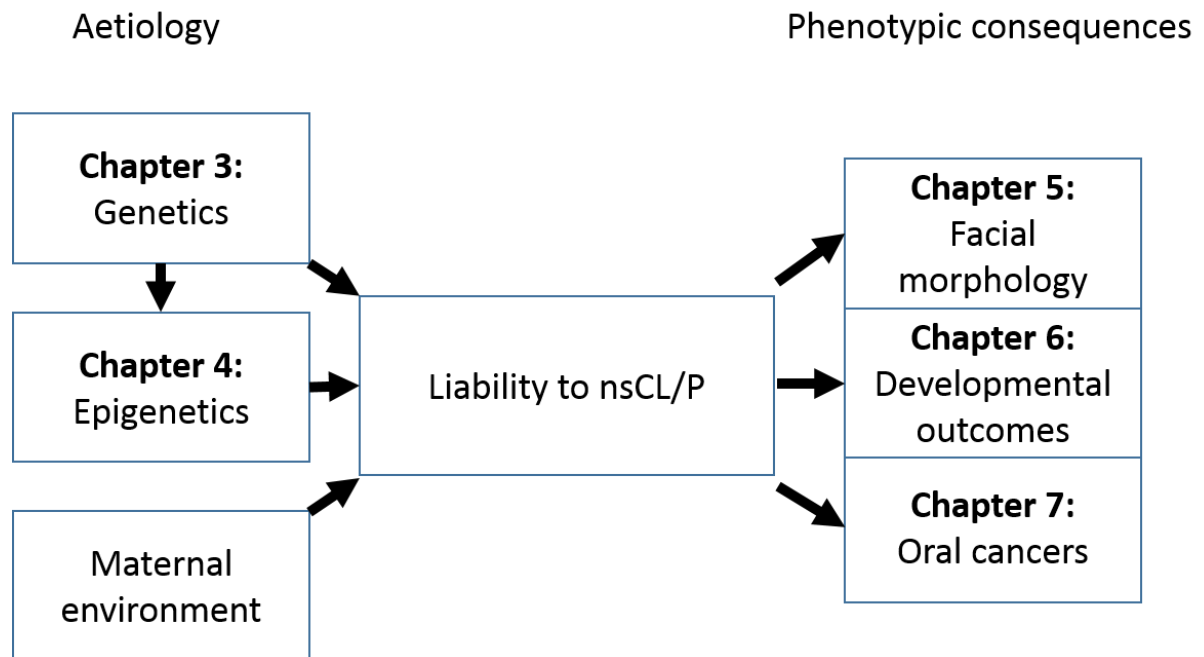 Aetiology
Phenotypic consequences
Chapter 3:
Genetics
Chapter 4:
Epigenetics
Maternal
environment
Liability to nsCL/P
Chapter 5:
Facial
morphology
Chapter 6:
Developmental
outcomes
Chapter 7:
Oral cancers